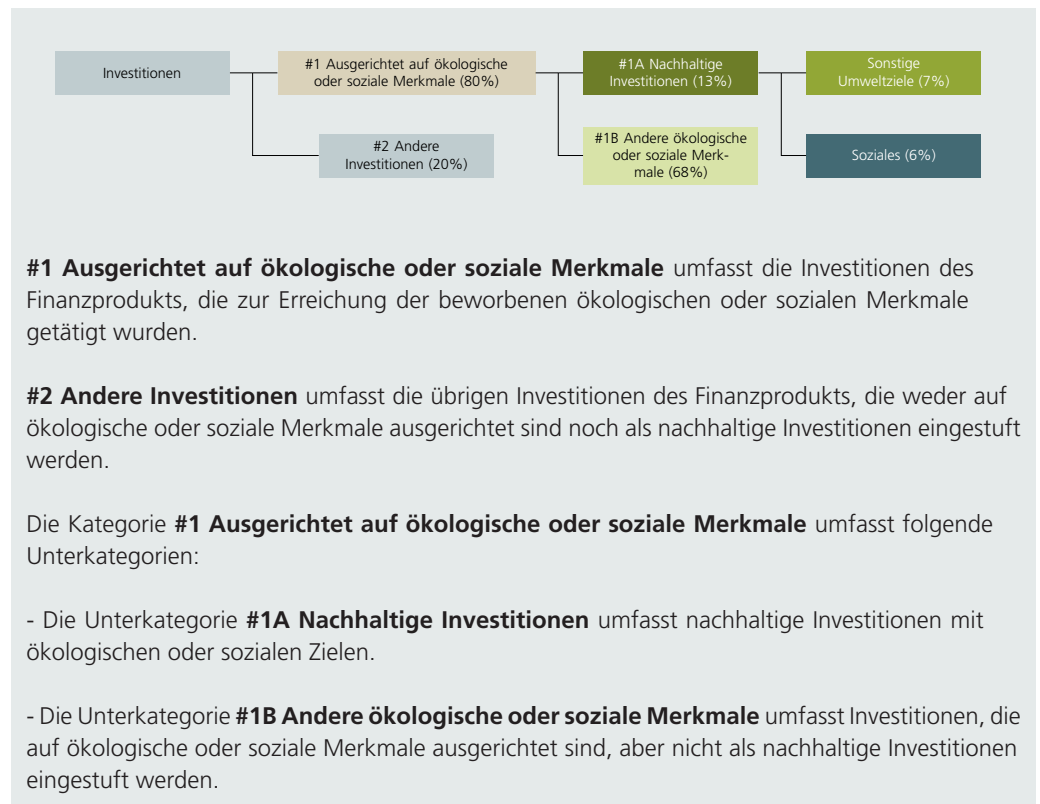 Investitionen
#1 Ausgerichtet auf ökologische
oder soziale Merkmale (80%)
#1A Nachhaltige
Investitionen (13%)
Sonstige
Umweltziele (7%)
#2 Andere
Investitionen (20%)
#1B Andere ökologische
oder soziale Merk-
male (68%)
Soziales (6%)
#1 Ausgerichtet auf ökologische oder soziale Merkmale umfasst die Investitionen des
Finanzprodukts, die zur Erreichung der beworbenen ökologischen oder sozialen Merkmale
getätigt wurden.
#2 Andere Investitionen umfasst die übrigen Investitionen des Finanzprodukts, die weder auf
ökologische oder soziale Merkmale ausgerichtet sind noch als nachhaltige Investitionen eingestuft
werden.
Die Kategorie #1 Ausgerichtet auf ökologische oder soziale Merkmale umfasst folgende
Unterkategorien:
- Die Unterkategorie #1A Nachhaltige Investitionen umfasst nachhaltige Investitionen mit
ökologischen oder sozialen Zielen.
- Die Unterkategorie #1B Andere ökologische oder soziale Merkmale umfasst Investitionen, die
auf ökologische oder soziale Merkmale ausgerichtet sind, aber nicht als nachhaltige Investitionen
eingestuft werden.